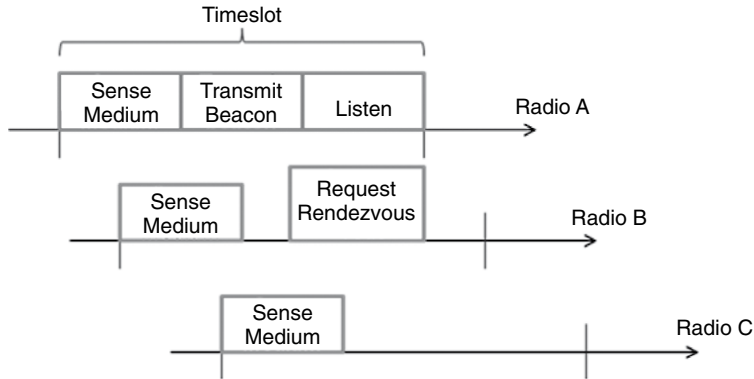 Timeslot
Sense
Medium
Transmit
Beacon
Listen
Radio A
Sense
Medium
Request
Rendezvous
Radio B
Sense
Medium
Radio C